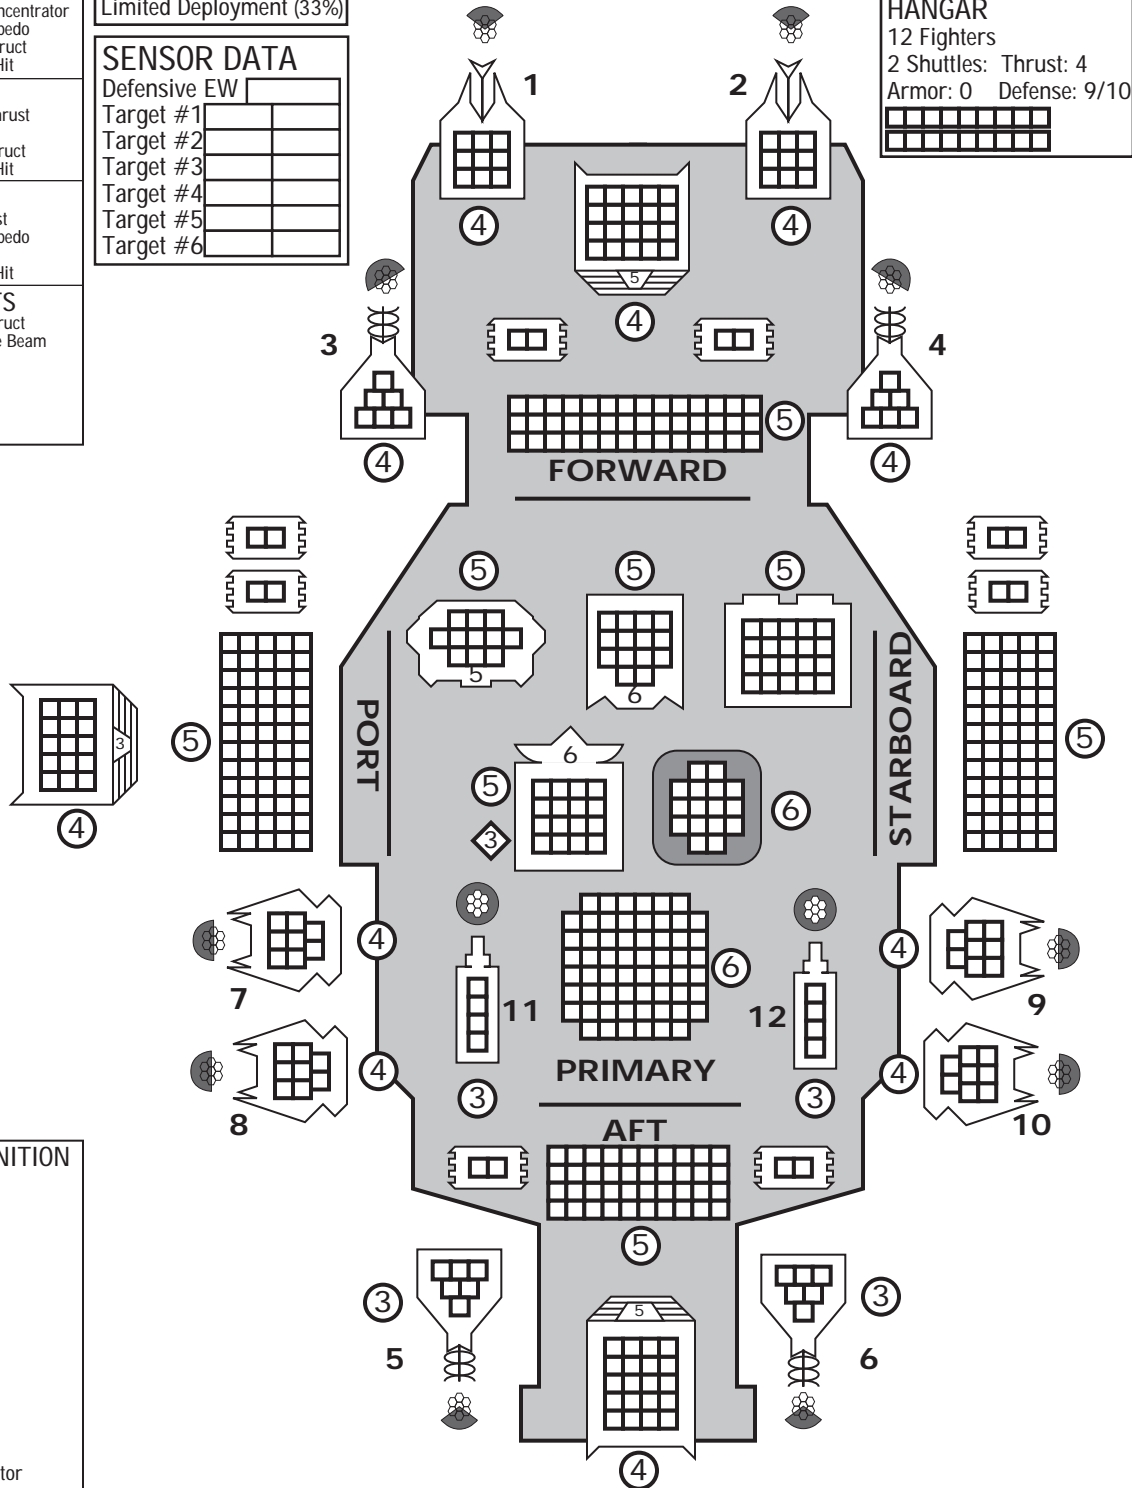 ncentrator
pedo
ruct
Hit
rust
ruct
Hit
st
pedo
Hit
TS
ruct
e Beam
Limited Deployment (33%)
SENSOR DATA
Defensive EW
Target #1
Target #2
Target #3
Target #4
Target #5
Target #6
HANGAR
12 Fighters
2 Shuttles: Thrust: 4
Armor: 0 Defense: 9/10
1
2
4
4
5
4
3
4
5
4
4
FORWARD
5
5
5
5
6
PORT
STARBOARD
3
5
5
4
6
5
6
3
4
4
7
9
6
11
12
4
4
8
10
PRIMARY
3
3
AFT
5
3
3
5
5
6
4
NITION
tor